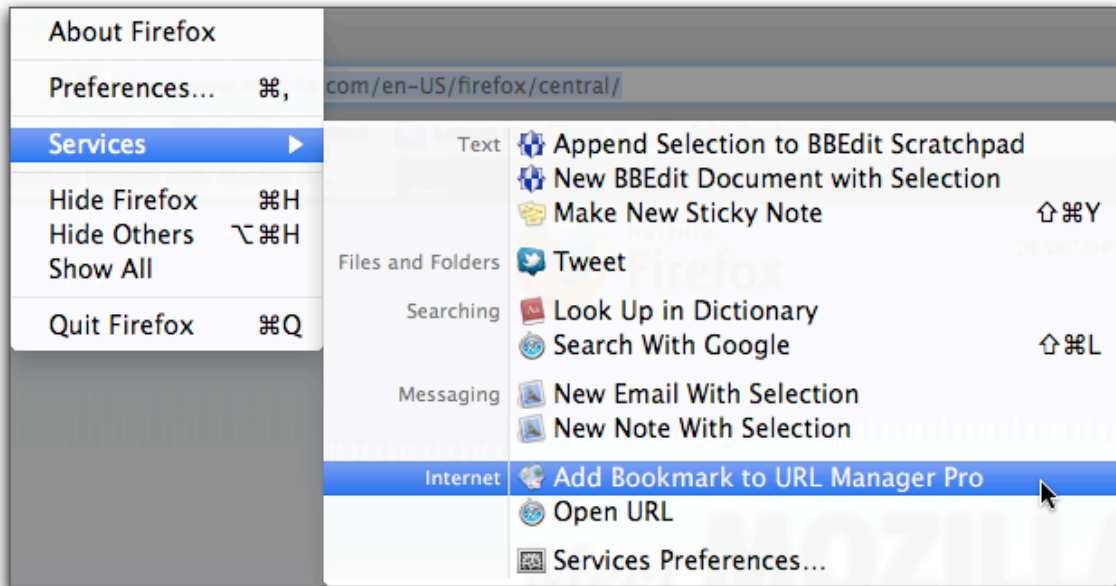 About Firefox
Preferences... ⌘,
com/en-US/firefox/central/
Services ▶
Hide Firefox ⌘H
Hide Others ⌥⌘H
Show All
Quit Firefox ⌘Q
Text
Append Selection to BBEdit Scratchpad
New BBEdit Document with Selection
Make New Sticky Note ⇧⌘Y
Files and Folders
Tweet
Searching
Look Up in Dictionary
Search With Google ⇧⌘L
Messaging
New Email With Selection
New Note With Selection
Internet
Add Bookmark to URL Manager Pro
Open URL
Services Preferences...
mozilla
Firefox
MOZILLA